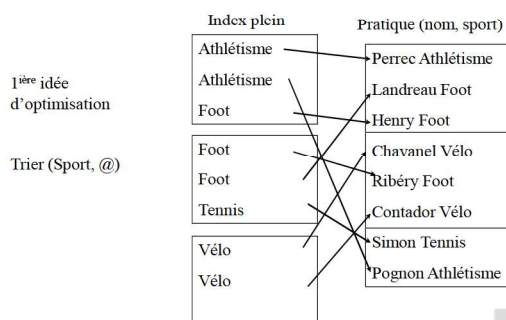 Index plein
Athlétisme
Athlétisme
Foot
Foot
Foot
Tennis
Vélo
Vélo
Pratique (nom, sport)
Perrec Athlétisme
Landreau Foot
Henry Foot
Chavanel Vélo
Ribéry Foot
Contador Vélo
Simon Tennis
Pognon Athlétisme
1ière idée
d'optimisation
Trier (Sport, @)